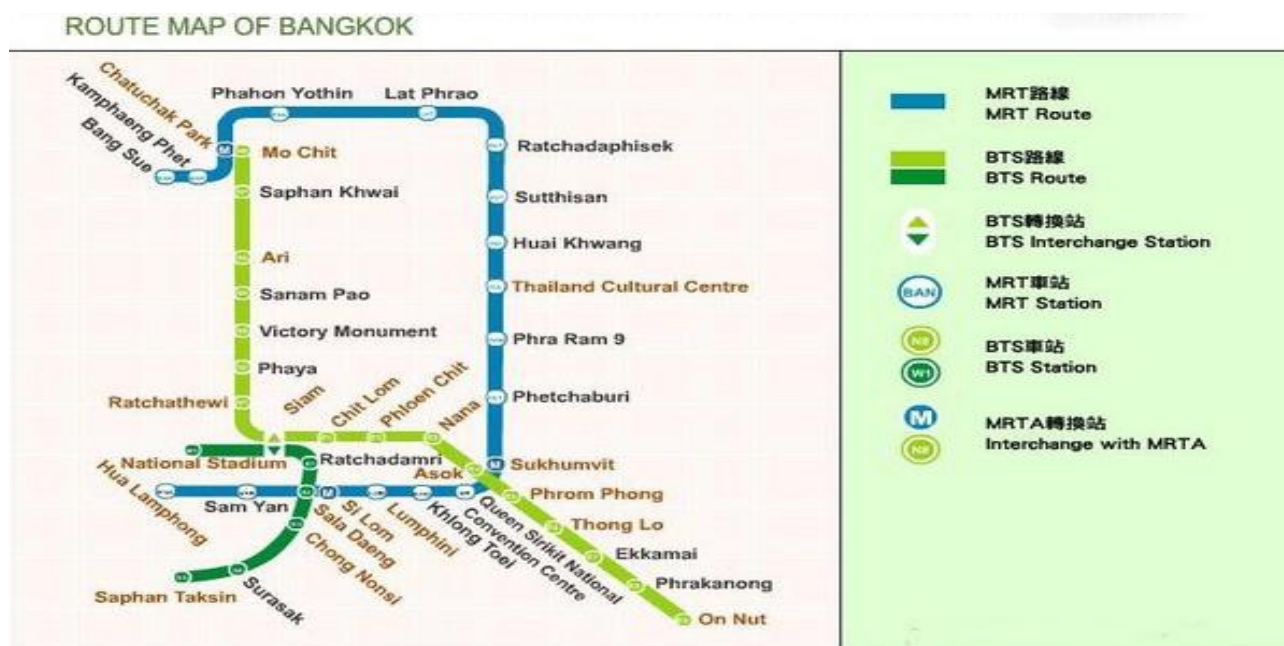 ROUTE MAP OF BANGKOK
Chatuchak Park
Kamphaeng Phet
Bang Sue
Phahon Yothin
Lat Phrao
Mo Chit
Saphan Khwai
Ari
Sanam Pao
Victory Monument
Phaya
Ratchathewi
Siam
Chit Lom
Phloen Chit
Nana
Ratchadaphisek
Sutthisan
Huai Khwang
Thailand Cultural Centre
Phra Ram 9
Phetchaburi
Sukhumvit
National Stadium
Ratchadamri
Asok
Phrom Phong
Thong Lo
Ekkamai
Phrakanong
On Nut
Hua Lamphong
Sam Yan
Si Lom
Sala Daeng
Lumphini
Khlong Toei
Queen Sirikit National
Convention Centre
Chong Nonsi
Surasak
Saphan Taksin
MRT路線
MRT Route
BTS路線
BTS Route
BTS轉換站
BTS Interchange Station
BAN
MRT車站
MRT Station
N8
BTS車站
W1
BTS Station
M
MRTA轉換站
N8
Interchange with MRTA